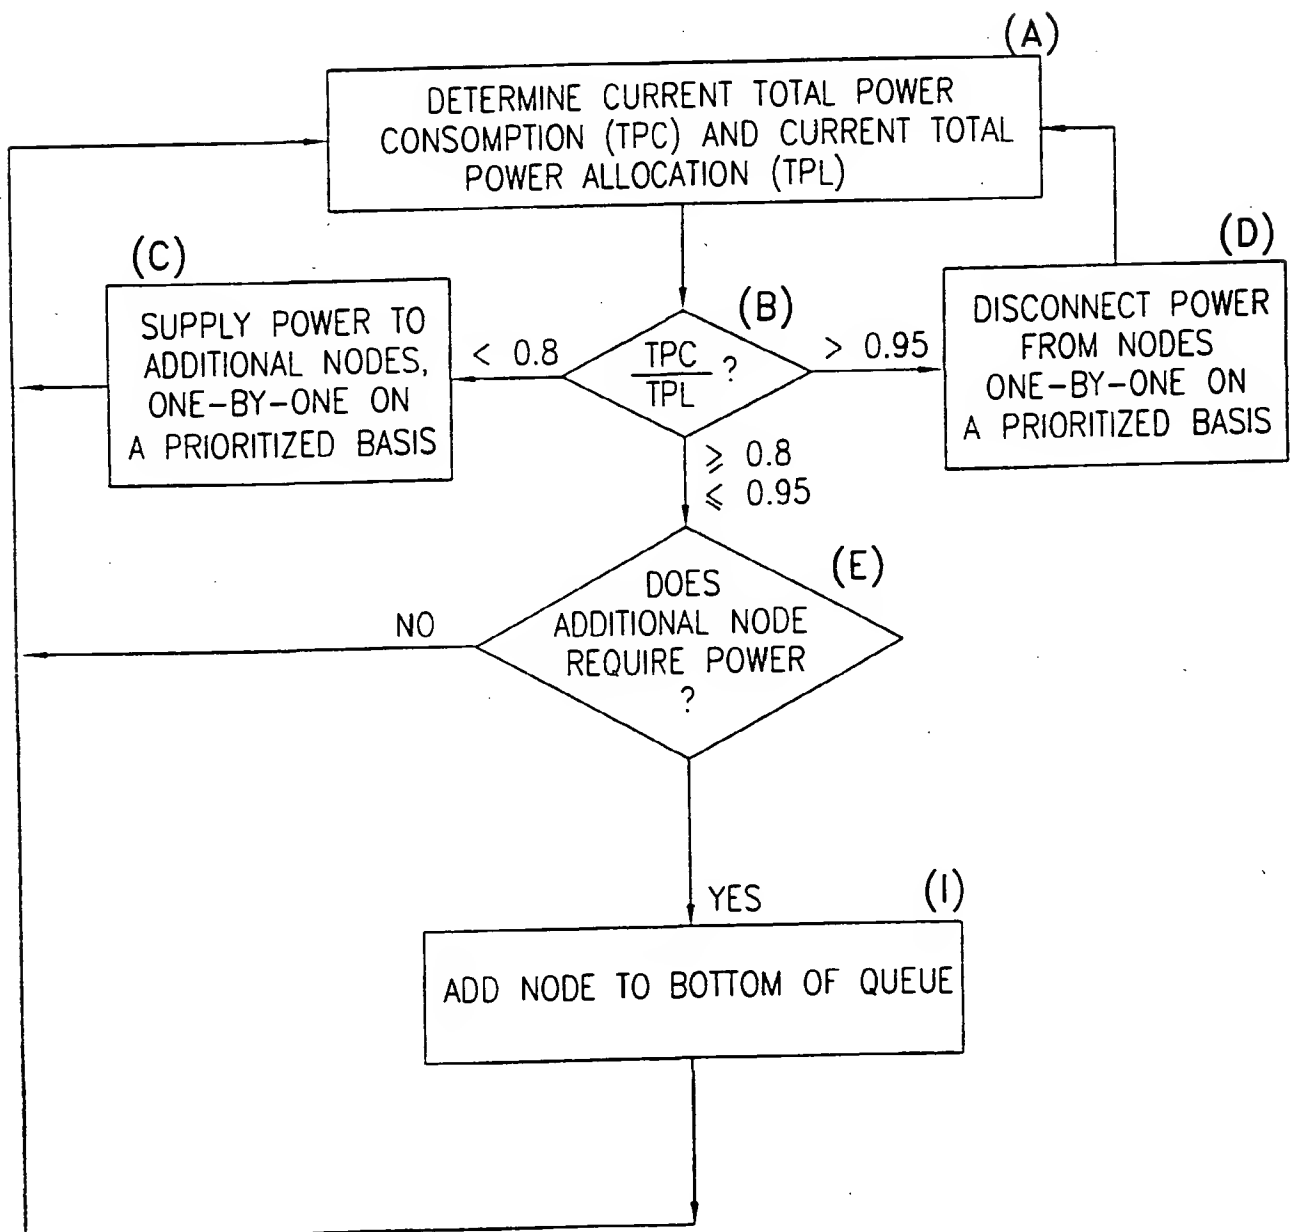 (A)
DETERMINE CURRENT TOTAL POWER
CONSOMPTION (TPC) AND CURRENT TOTAL
POWER ALLOCATION (TPL)
(C)
SUPPLY POWER TO
ADDITIONAL NODES,
ONE-BY-ONE ON
A PRIORITIZED BASIS
< 0.8
(B)
TPC
TPL
?
> 0.95
(D)
DISCONNECT POWER
FROM NODES
ONE-BY-ONE ON
A PRIORITIZED BASIS
⩾ 0.8
⩽ 0.95
(E)
DOES
ADDITIONAL NODE
REQUIRE POWER
?
NO
YES
(I)
ADD NODE TO BOTTOM OF QUEUE